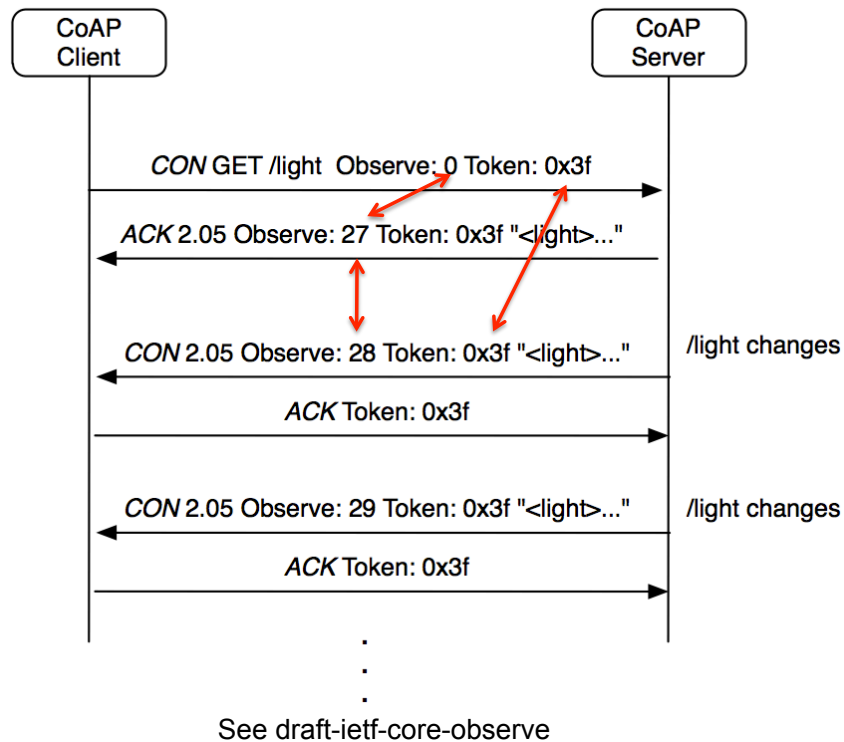 CoAP
Client
CoAP
Server
CON GET /light  Observe: 0 Token: 0x3f
ACK 2.05 Observe: 27 Token: 0x3f "<light>..."
CON 2.05 Observe: 28 Token: 0x3f "<light>..."
/light changes
ACK Token: 0x3f
CON 2.05 Observe: 29 Token: 0x3f "<light>..."
/light changes
ACK Token: 0x3f
.
.
.
See draft-ietf-core-observe